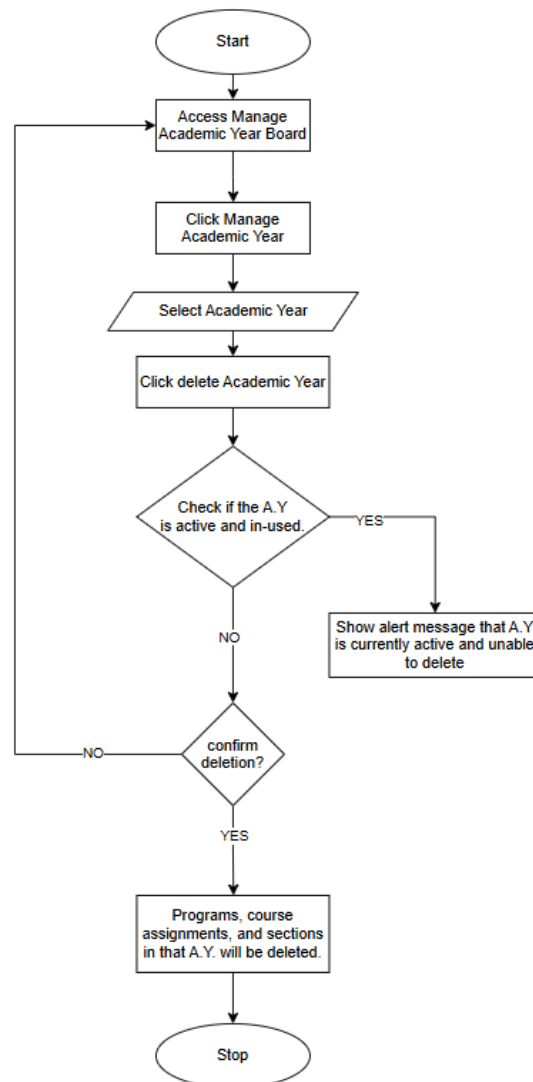 Start
Access Manage
Academic Year Board
Click Manage
Academic Year
Select Academic Year
Click delete Academic Year
Check if the A.Y
is active and in-used.
YES
Show alert message that A.Y
is currently active and unable
to delete
NO
confirm
deletion?
NO
YES
Programs, course
assignments, and sections
in that A.Y. will be deleted.
Stop